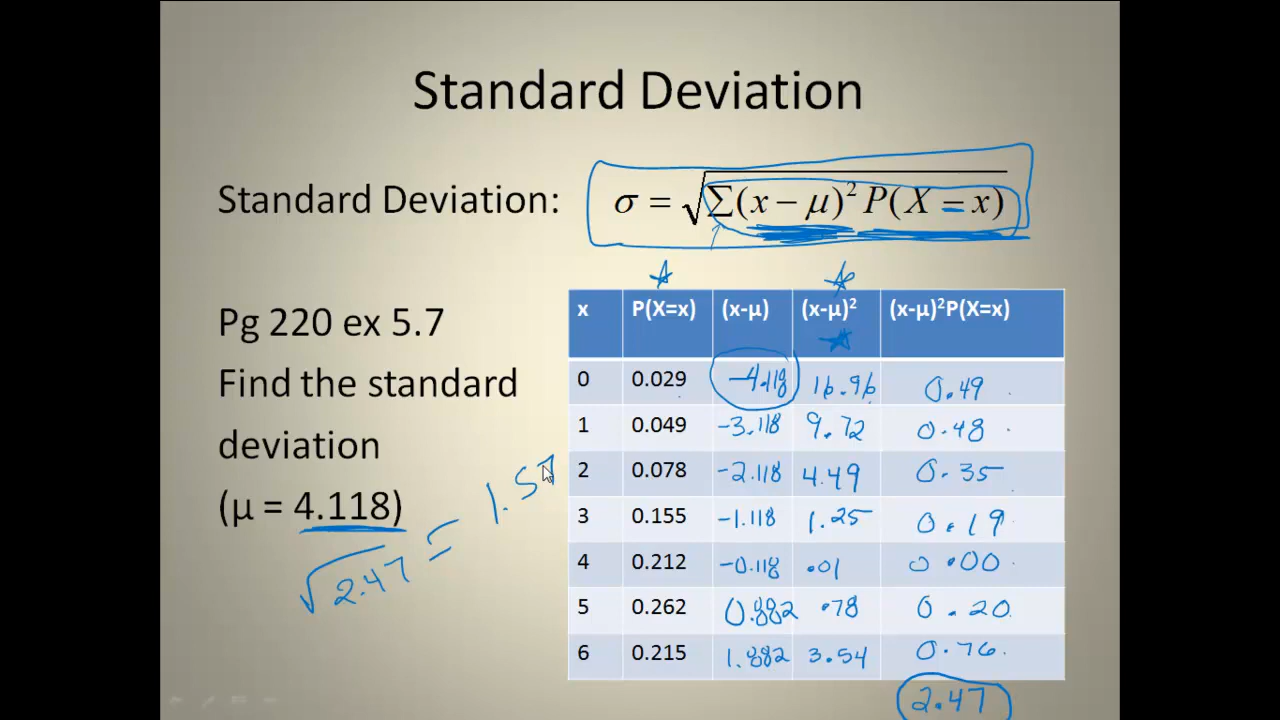 Standard Deviation
Standard Deviation: σ = √Σ(x − μ)² P(X = x)
Pg 220 ex 5.7
Find the standard
deviation
(μ = 4.118)
√2.47 = 1.57
x P(X=x) (x-μ) (x-μ)² (x-μ)²P(X=x)
0 0.029 -4.118 16.96 0.49
1 0.049 -3.118 9.72 0.48
2 0.078 -2.118 4.49 0.35
3 0.155 -1.118 1.25 0.19
4 0.212 -0.118 .01 0.00
5 0.262 0.882 .78 0.20
6 0.215 1.882 3.54 0.76
2.47